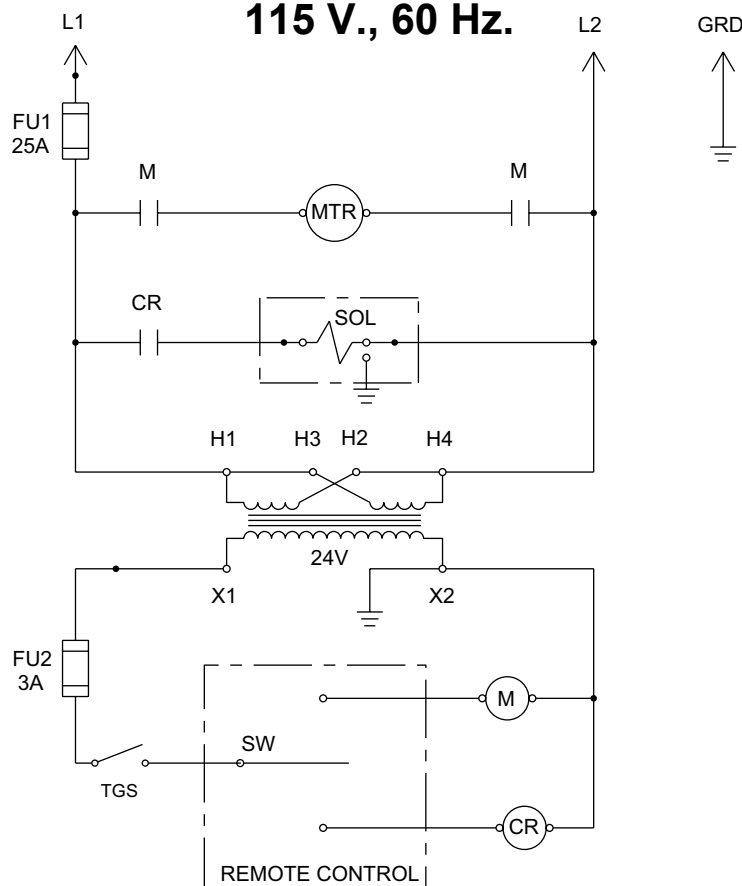 115 V., 60 Hz.
L1
L2
GRD
FU1
25A
M
MTR
M
CR
SOL
H1
H3
H2
H4
24V
X1
X2
FU2
3A
M
SW
TGS
CR
REMOTE CONTROL